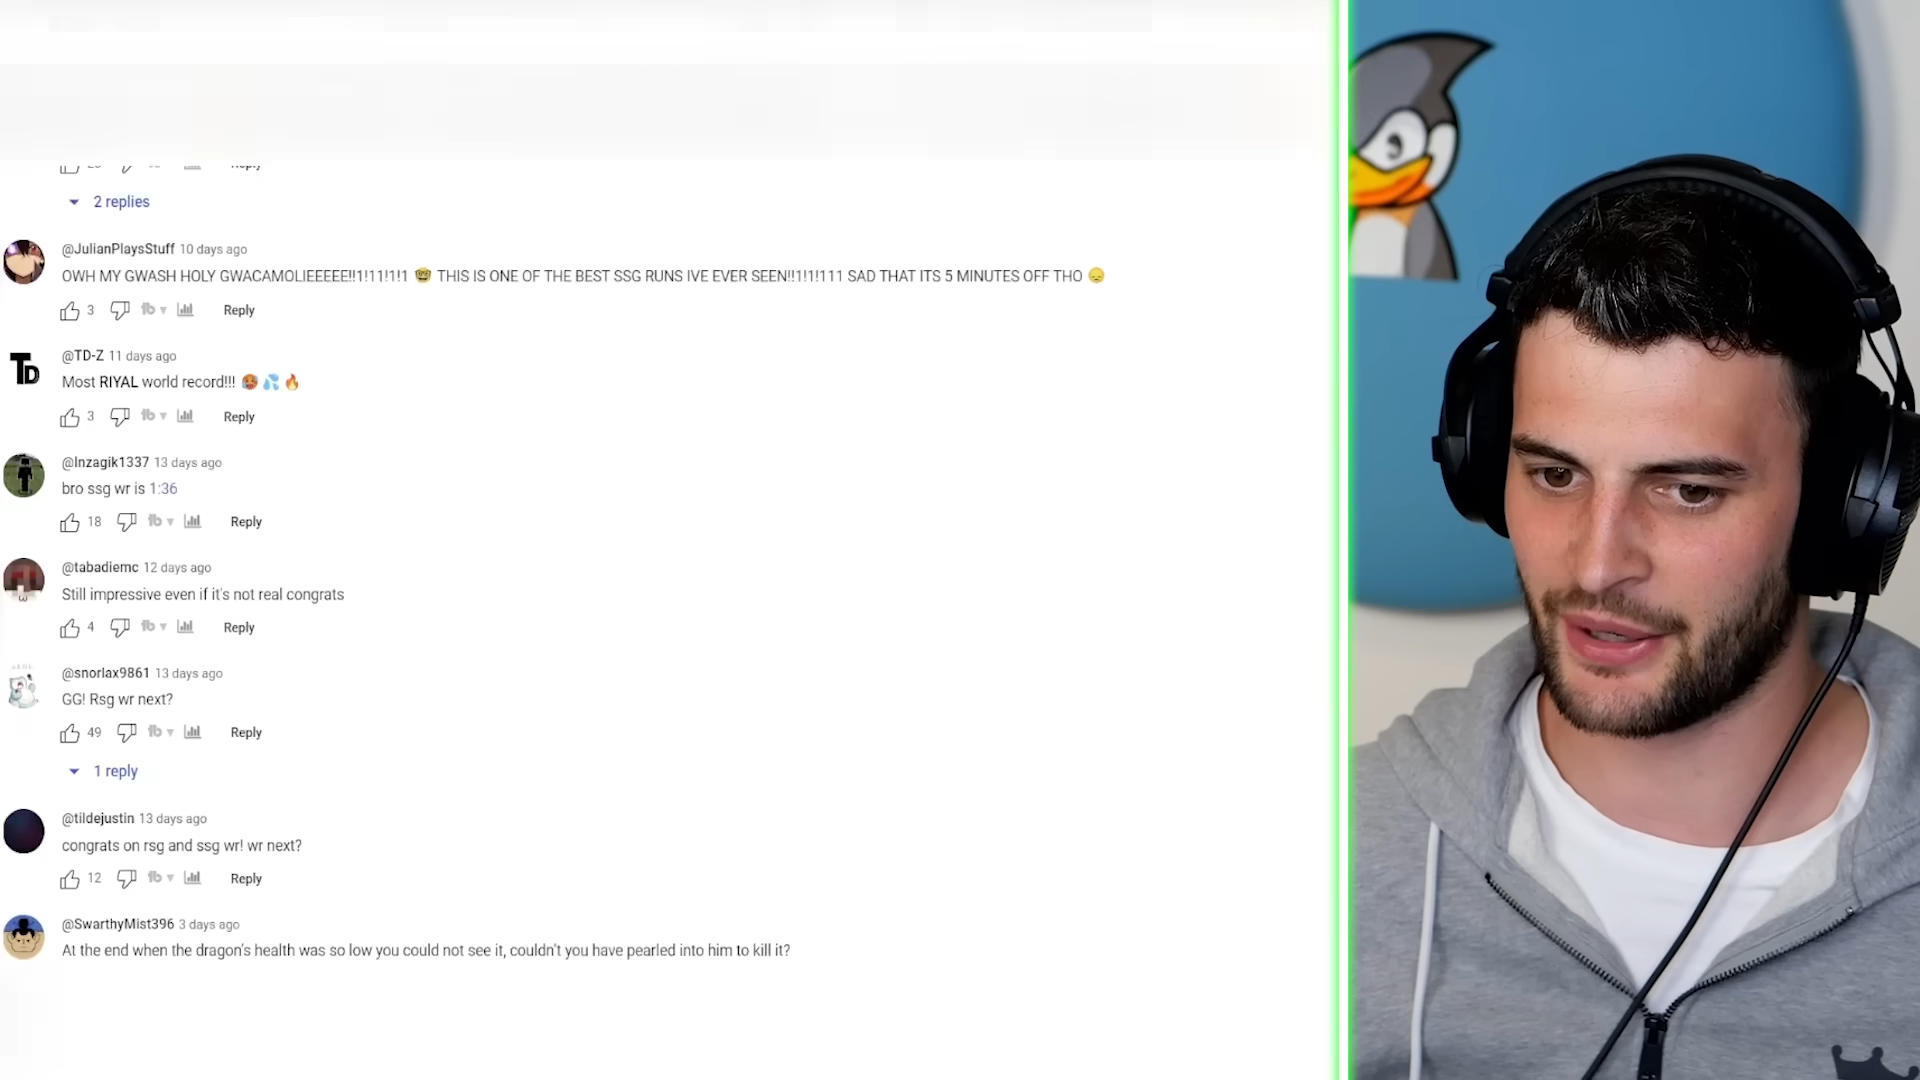 Reply
2 replies
@JulianPlaysStuff 10 days ago
OWH MY GWASH HOLY GWACAMOLIEEEEE!!1!11!1!1 🤓 THIS IS ONE OF THE BEST SSG RUNS IVE EVER SEEN!!1!1!111 SAD THAT ITS 5 MINUTES OFF THO 😞
3 Reply
@TD-Z 11 days ago
TD
Most RIYAL world record!!! 🥵 💦 🔥
3 Reply
@Inzagik1337 13 days ago
bro ssg wr is 1:36
18 Reply
@tabadiemc 12 days ago
Still impressive even if it's not real congrats
4 Reply
@snorlax9861 13 days ago
GG! Rsg wr next?
49 Reply
1 reply
@tildejustin 13 days ago
congrats on rsg and ssg wr! wr next?
12 Reply
@SwarthyMist396 3 days ago
At the end when the dragon's health was so low you could not see it, couldn't you have pearled into him to kill it?